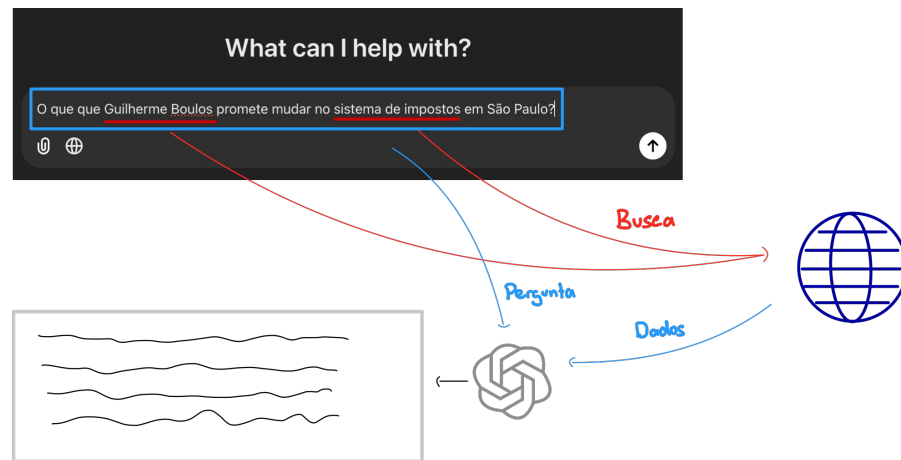 What can I help with?
O que que Guilherme Boulos promete mudar no sistema de impostos em São Paulo?
Busca
Pergunta
Dados